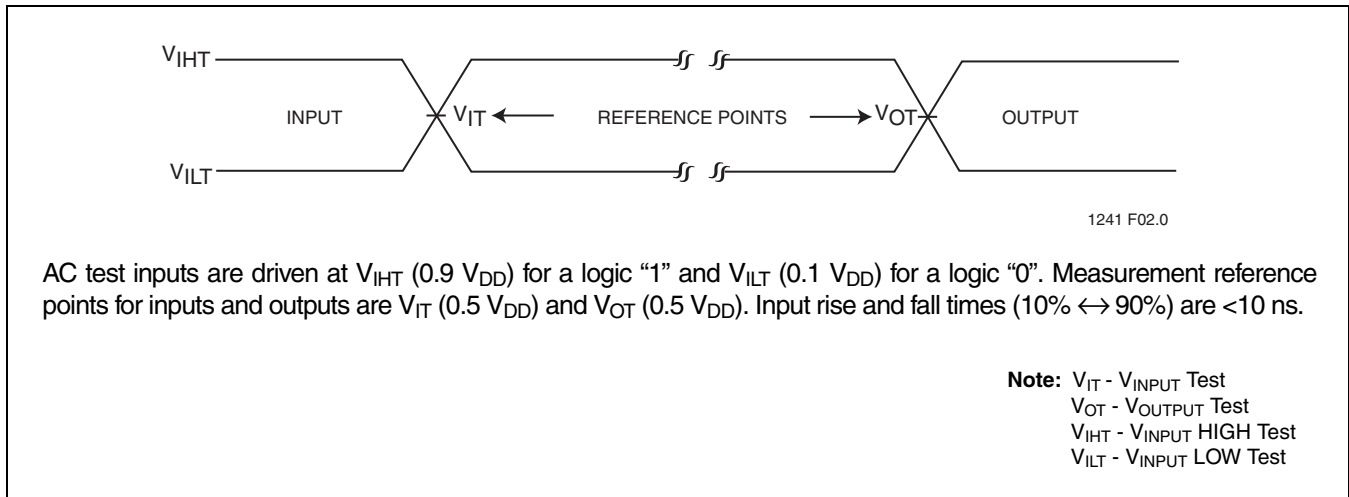 VIHT
INPUT VIT REFERENCE POINTS VOT OUTPUT
VILT
1241 F02.0
AC test inputs are driven at VIHT (0.9 VDD) for a logic “1” and VILT (0.1 VDD) for a logic “0”. Measurement reference
points for inputs and outputs are VIT (0.5 VDD) and VOT (0.5 VDD). Input rise and fall times (10% ↔ 90%) are <10 ns.
Note: VIT - VINPUT Test
VOT - VOUTPUT Test
VIHT - VINPUT HIGH Test
VILT - VINPUT LOW Test